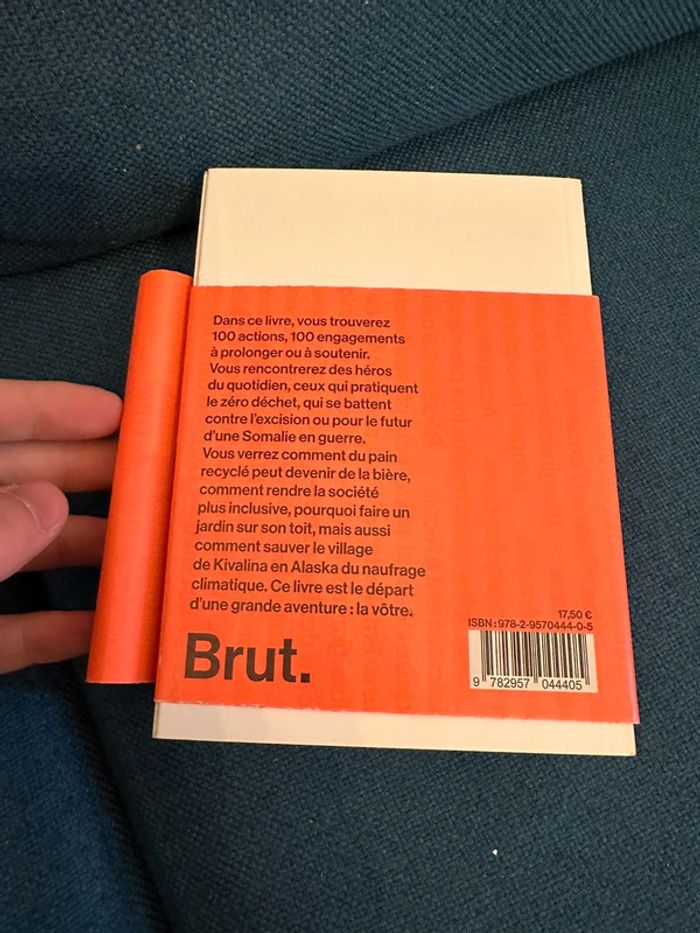 Dans ce livre, vous trouverez
100 actions, 100 engagements
à prolonger ou à soutenir.
Vous rencontrerez des héros
du quotidien, ceux qui pratiquent
le zéro déchet, qui se battent
contre l'excision ou pour le futur
d'une Somalie en guerre.
Vous verrez comment du pain
recyclé peut devenir de la bière,
comment rendre la société
plus inclusive, pourquoi faire un
jardin sur son toit, mais aussi
comment sauver le village
de Kivalina en Alaska du naufrage
climatique. Ce livre est le départ
d'une grande aventure : la vôtre.
Brut.
17,50 €
ISBN : 978-2-9570444-0-5
9 782957 044405